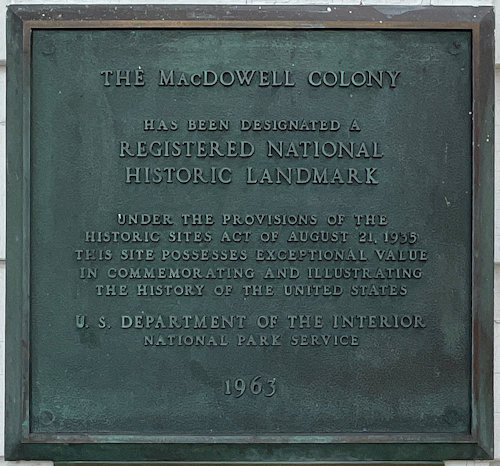 THE MACDOWELL COLONY
HAS BEEN DESIGNATED A
REGISTERED NATIONAL
HISTORIC LANDMARK
UNDER THE PROVISIONS OF THE
HISTORIC SITES ACT OF AUGUST 21, 1935
THIS SITE POSSESSES EXCEPTIONAL VALUE
IN COMMEMORATING AND ILLUSTRATING
THE HISTORY OF THE UNITED STATES
U. S. DEPARTMENT OF THE INTERIOR
NATIONAL PARK SERVICE
1963